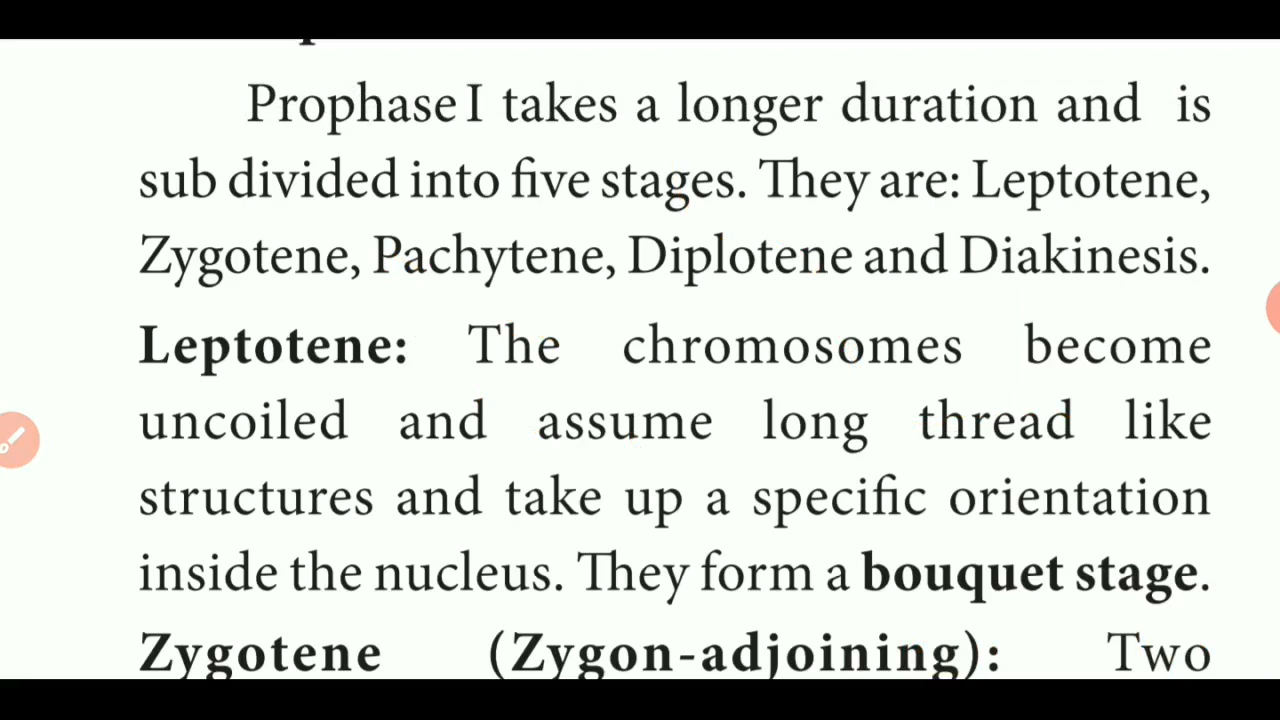 Prophase I takes a longer duration and is
sub divided into five stages. They are: Leptotene,
Zygotene, Pachytene, Diplotene and Diakinesis.
Leptotene: The chromosomes become
uncoiled and assume long thread like
structures and take up a specific orientation
inside the nucleus. They form a bouquet stage.
Zygotene (Zygon-adjoining): Two